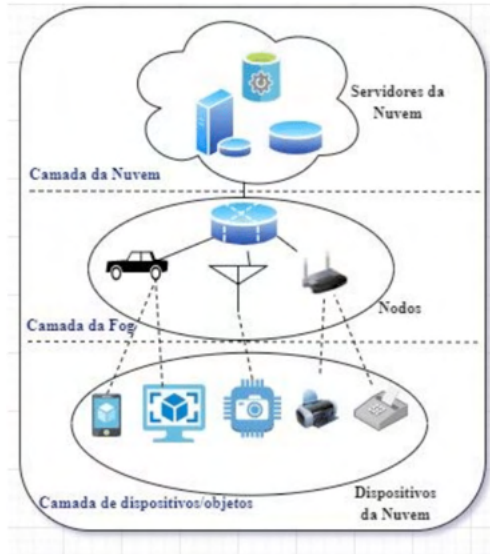 Servidores da
Nuvem
Camada da Nuvem
Nodos
Camada da Fog
Dispositivos
da Nuvem
Camada de dispositivos/objetos